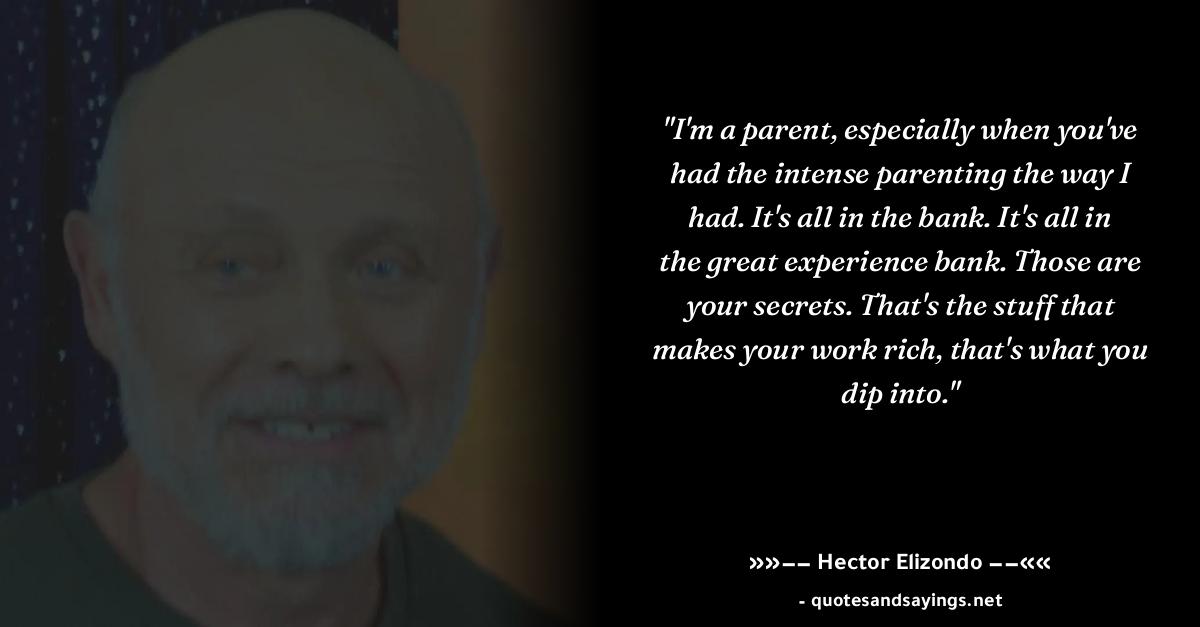 "I'm a parent, especially when you've
had the intense parenting the way I
had. It's all in the bank. It's all in
the great experience bank. Those are
your secrets. That's the stuff that
makes your work rich, that's what you
dip into."
»»−− Hector Elizondo −−««
- quotesandsayings.net